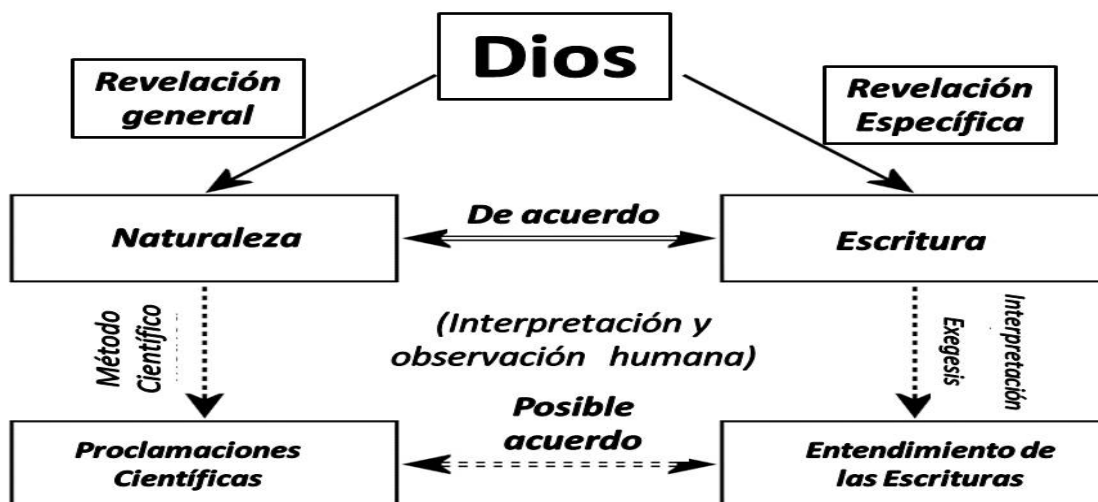 Dios
Revelación
general
Revelación
Específica
Naturaleza
De acuerdo
Escritura
Método
Científico
(Interpretación y
observación humana)
Exegesis
Interpretación
Posible
acuerdo
Proclamaciones
Científicas
Entendimiento de
las Escrituras